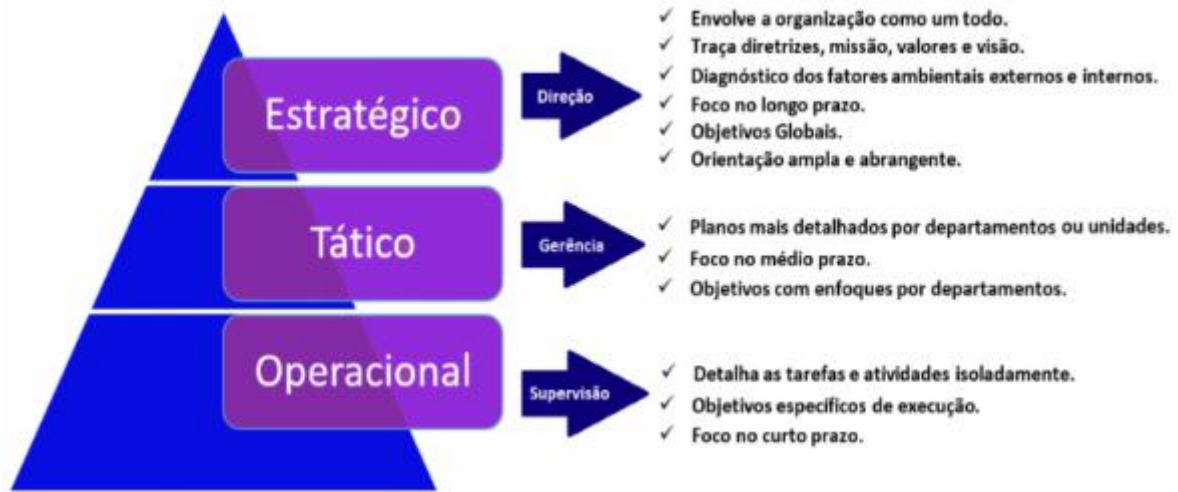 Estratégico
Direção
✓ Envolve a organização como um todo.
✓ Traça diretrizes, missão, valores e visão.
✓ Diagnóstico dos fatores ambientais externos e internos.
✓ Foco no longo prazo.
✓ Objetivos Globais.
✓ Orientação ampla e abrangente.
Tático
Gerência
✓ Planos mais detalhados por departamentos ou unidades.
✓ Foco no médio prazo.
✓ Objetivos com enfoques por departamentos.
Operacional
Supervisão
✓ Detalha as tarefas e atividades isoladamente.
✓ Objetivos específicos de execução.
✓ Foco no curto prazo.